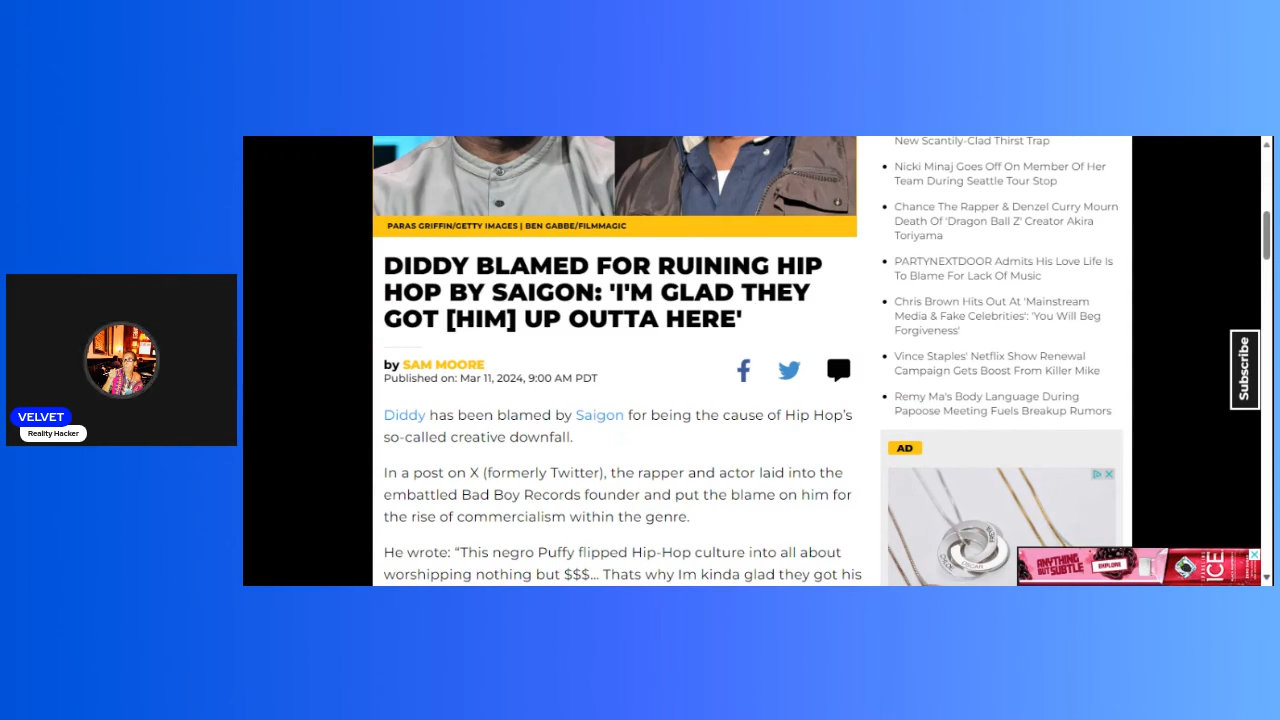 PARAS GRIFFIN/GETTY IMAGES | BEN GABBE/FILMMAGIC
DIDDY BLAMED FOR RUINING HIP
HOP BY SAIGON: 'I'M GLAD THEY
GOT [HIM] UP OUTTA HERE'
by SAM MOORE
Published on: Mar 11, 2024, 9:00 AM PDT
Diddy has been blamed by Saigon for being the cause of Hip Hop’s
so-called creative downfall.
In a post on X (formerly Twitter), the rapper and actor laid into the
embattled Bad Boy Records founder and put the blame on him for
the rise of commercialism within the genre.
He wrote: “This negro Puffy flipped Hip-Hop culture into all about
worshipping nothing but $$$... Thats why Im kinda glad they got his
New Scantily-Clad Thirst Trap
Nicki Minaj Goes Off On Member Of Her
Team During Seattle Tour Stop
Chance The Rapper & Denzel Curry Mourn
Death Of 'Dragon Ball Z' Creator Akira
Toriyama
PARTYNEXTDOOR Admits His Love Life Is
To Blame For Lack Of Music
Chris Brown Hits Out At 'Mainstream
Media & Fake Celebrities': 'You Will Beg
Forgiveness'
Vince Staples' Netflix Show Renewal
Campaign Gets Boost From Killer Mike
Remy Ma's Body Language During
Papoose Meeting Fuels Breakup Rumors
AD
ANYTHING
BUT SUBTLE
EXPLORE
ICE
Subscribe
VELVET
Reality Hacker